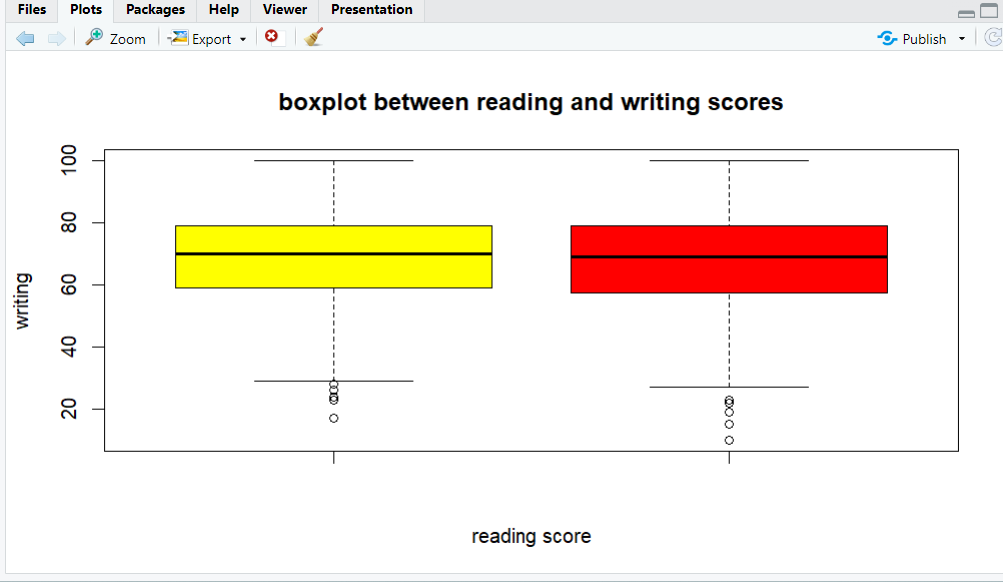 Files Plots Packages Help Viewer Presentation
Zoom Export Publish
boxplot between reading and writing scores
100
80
60
40
20
writing
reading score